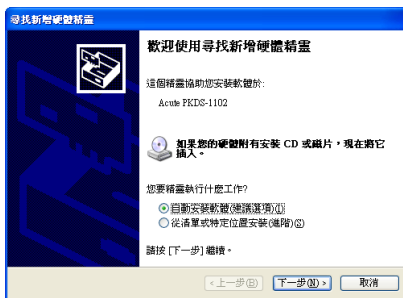 尋找新增硬體精靈
歡迎使用尋找新增硬體精靈
這個精靈協助您安裝軟體於:
Acute PKDS-1102
如果您的硬體附有安裝 CD 或磁片，現在將它
插入。
您要精靈執行什麼工作?
自動安裝軟體(建議選項)(I)
從清單或特定位置安裝(進階)(S)
請按 [下一步] 繼續。
<上一步(B) 下一步(N)> 取消